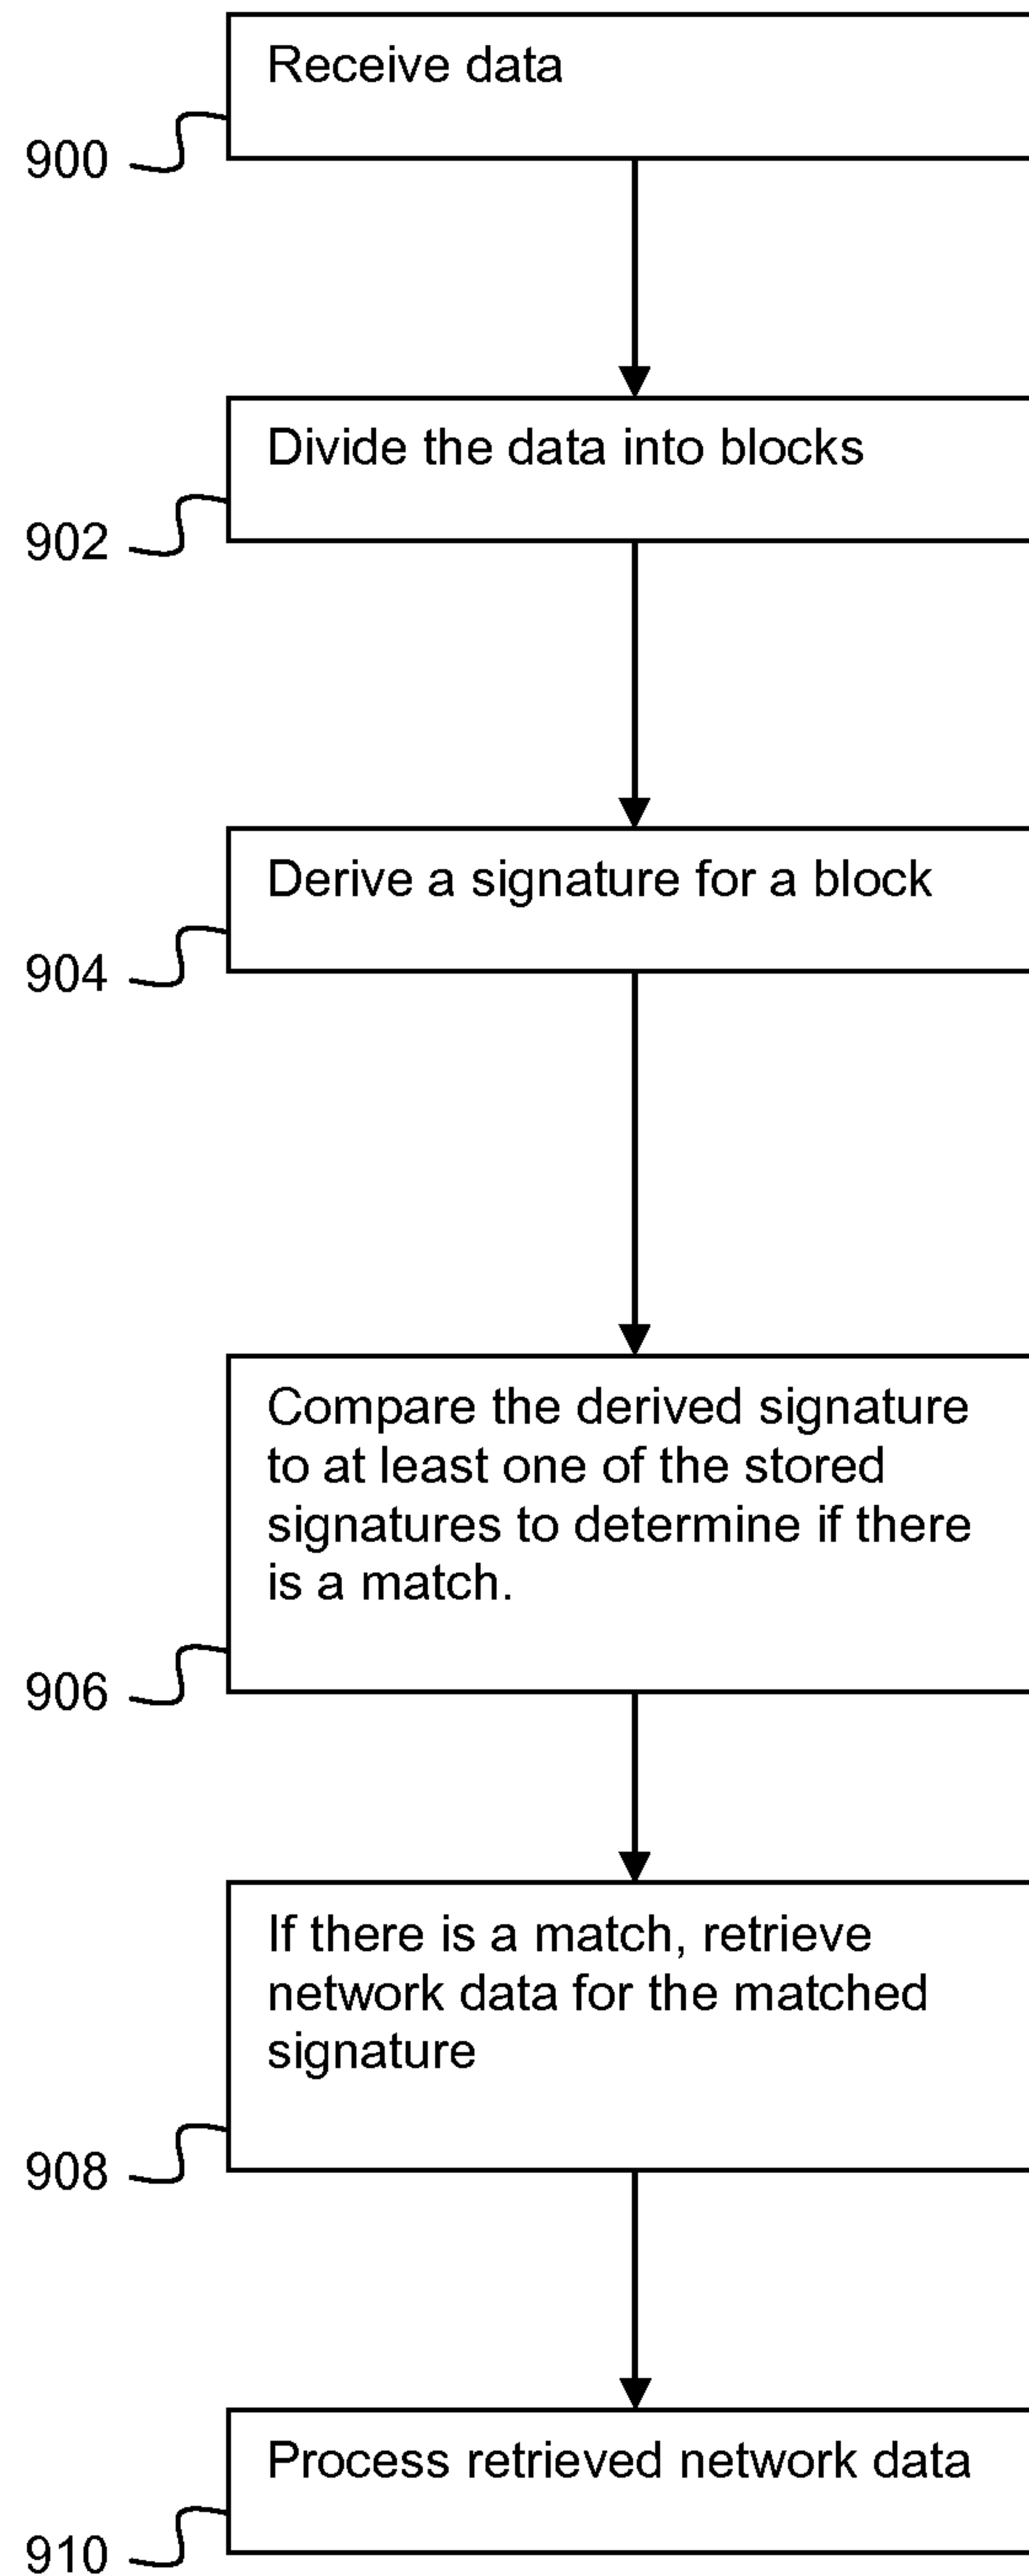 Receive data
900
Divide the data into blocks
902
Derive a signature for a block
904
Compare the derived signature
to at least one of the stored
signatures to determine if there
is a match.
906
If there is a match, retrieve
network data for the matched
signature
908
Process retrieved network data
910